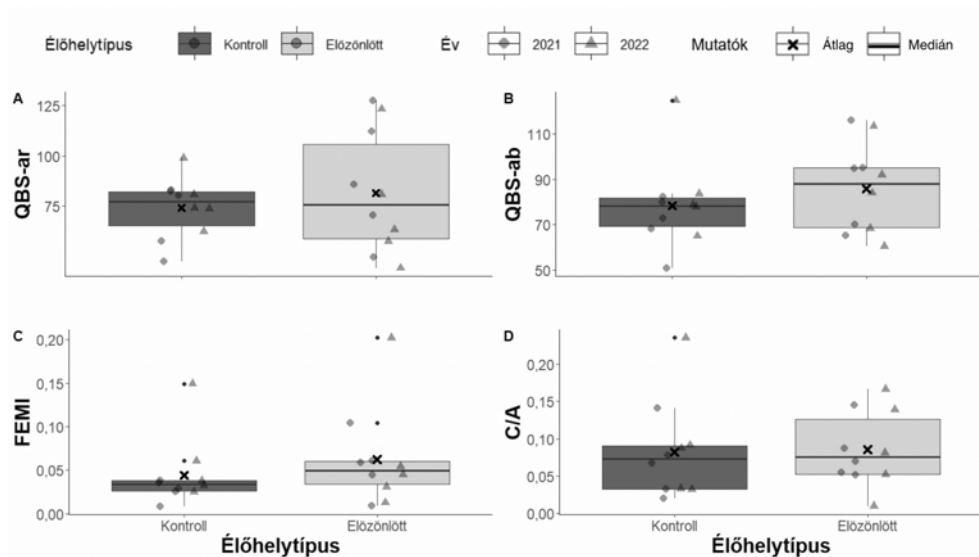 Élőhelytípus Kontroll Elözönlött Év 2021 2022 Mutatók Átlag Medián
A
QBS-ar
125
100
75
B
QBS-ab
110
90
70
50
C
FEMI
0,20
0,15
0,10
0,05
0,00
Kontroll Elözönlött
Élőhelytípus
D
C/A
0,20
0,15
0,10
0,05
0,00
Kontroll Elözönlött
Élőhelytípus